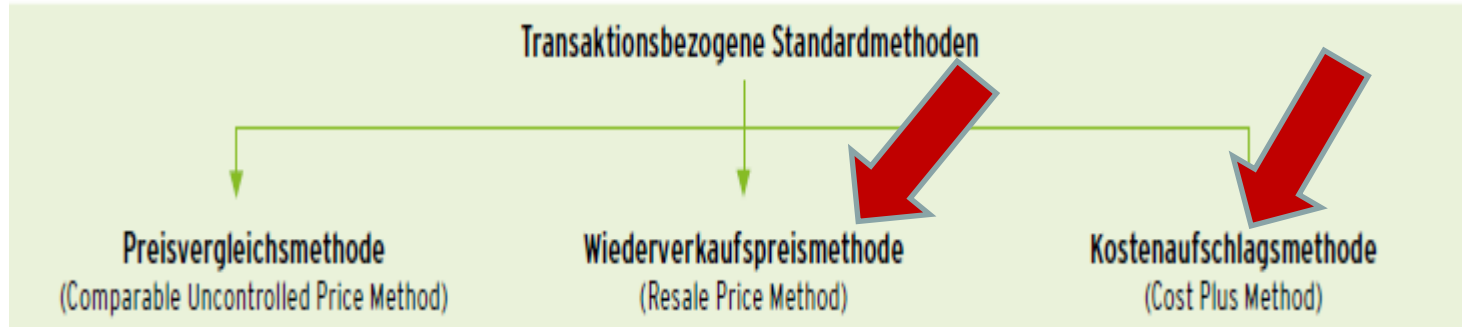 Transaktionsbezogene Standardmethoden
Preisvergleichsmethode
(Comparable Uncontrolled Price Method)
Wiederverkaufspreismethode
(Resale Price Method)
Kostenaufschlagsmethode
(Cost Plus Method)